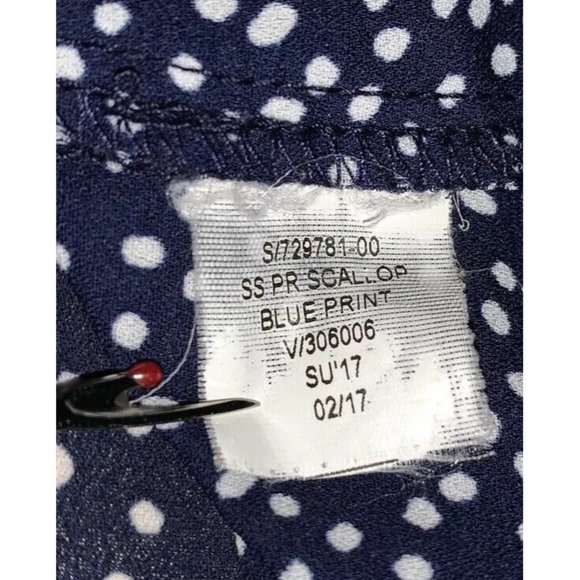 S/729781-00
SS PR SCALLOP
BLUE PRINT
V/306006
SU'17
02/17